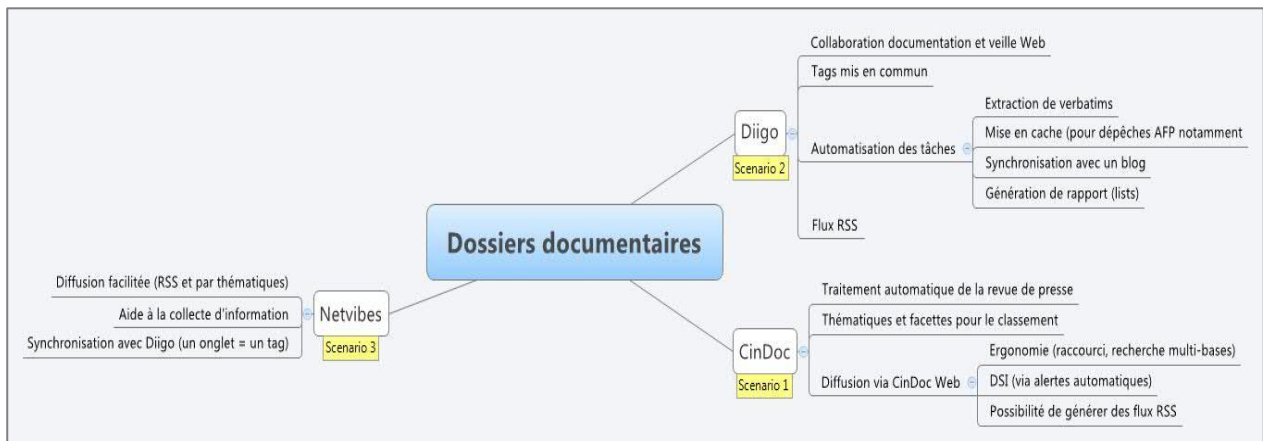 Dossiers documentaires
Diigo
Scenario 2
Collaboration documentation et veille Web
Tags mis en commun
Automatisation des tâches
Extraction de verbatims
Mise en cache (pour dépêches AFP notamment
Synchronisation avec un blog
Génération de rapport (lists)
Flux RSS
CinDoc
Scenario 1
Traitement automatique de la revue de presse
Thématiques et facettes pour le classement
Diffusion via CinDoc Web
Ergonomie (raccourci, recherche multi-bases)
DSI (via alertes automatiques)
Possibilité de générer des flux RSS
Netvibes
Scenario 3
Diffusion facilitée (RSS et par thématiques)
Aide à la collecte d'information
Synchronisation avec Diigo (un onglet = un tag)